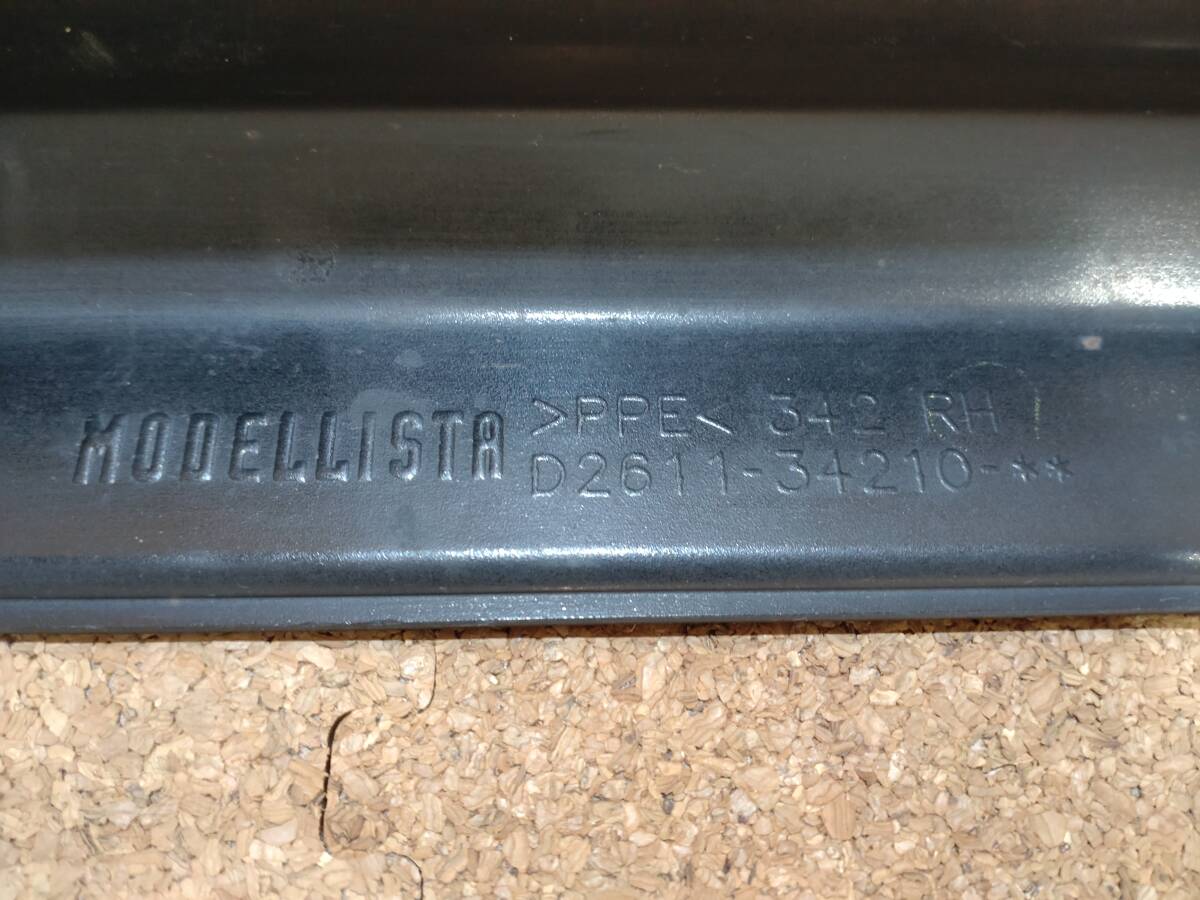 MODELLISTA
>PPE< 342 RH
D2611-34210-**